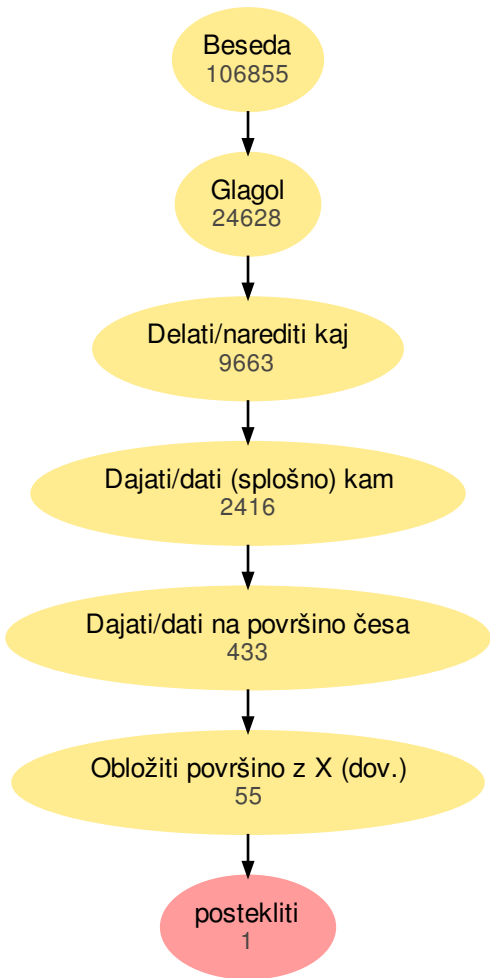 Beseda
106855
Glagol
24628
Delati/narediti kaj
9663
Dajati/dati (splošno) kam
2416
Dajati/dati na površino česa
433
Obložiti površino z X (dov.)
55
postekliti
1